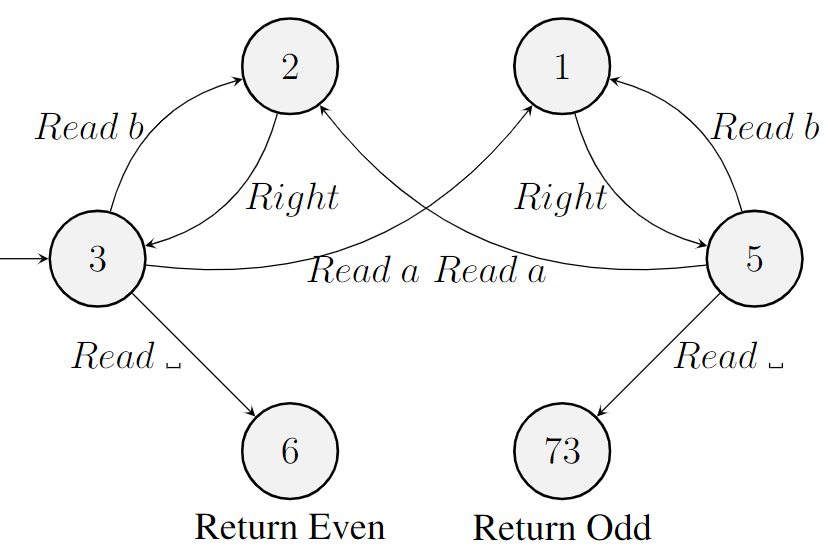 2 1
Read b Read b
Right Right
3 5
Read a Read a
Read ␣ Read ␣
6 73
Return Even Return Odd